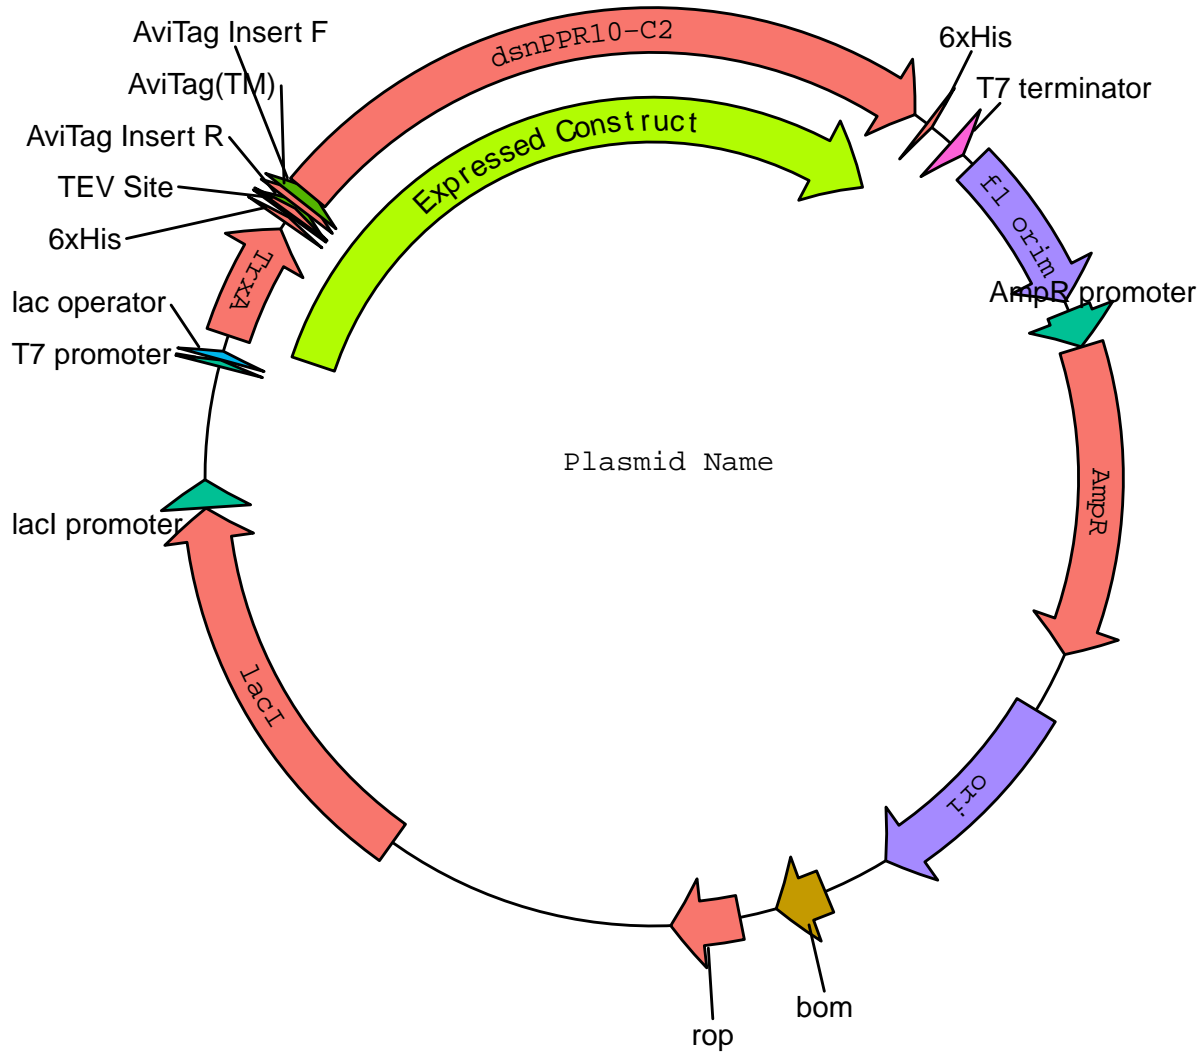 AviTag Insert F
dsnPPR10-C2
6xHis
AviTag(TM)
T7 terminator
AviTag Insert R
Expressed Construct
TEV Site
f1 orim
6xHis
TrxA
AmpR promoter
lac operator
T7 promoter
Plasmid Name
AmpR
lacI promoter
lacI
ori
bom
rop